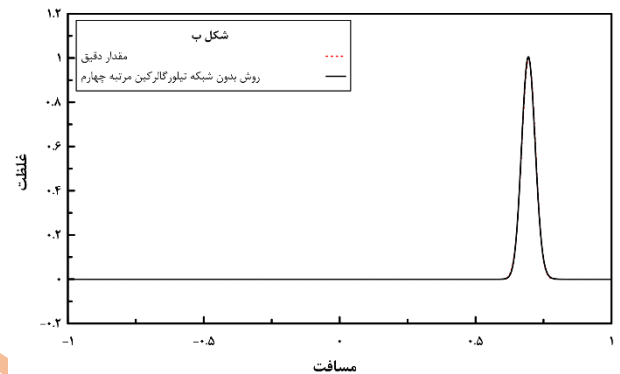 شکل ب
مقدار دقیق
روش بدون شبکه تیلورگالرکین مرتبه چهارم
غلظت
۱.۲
۱
۰.۸
۰.۶
۰.۴
۰.۲
۰
-۰.۲
-۱
-۰.۵
۰
۰.۵
۱
مسافت